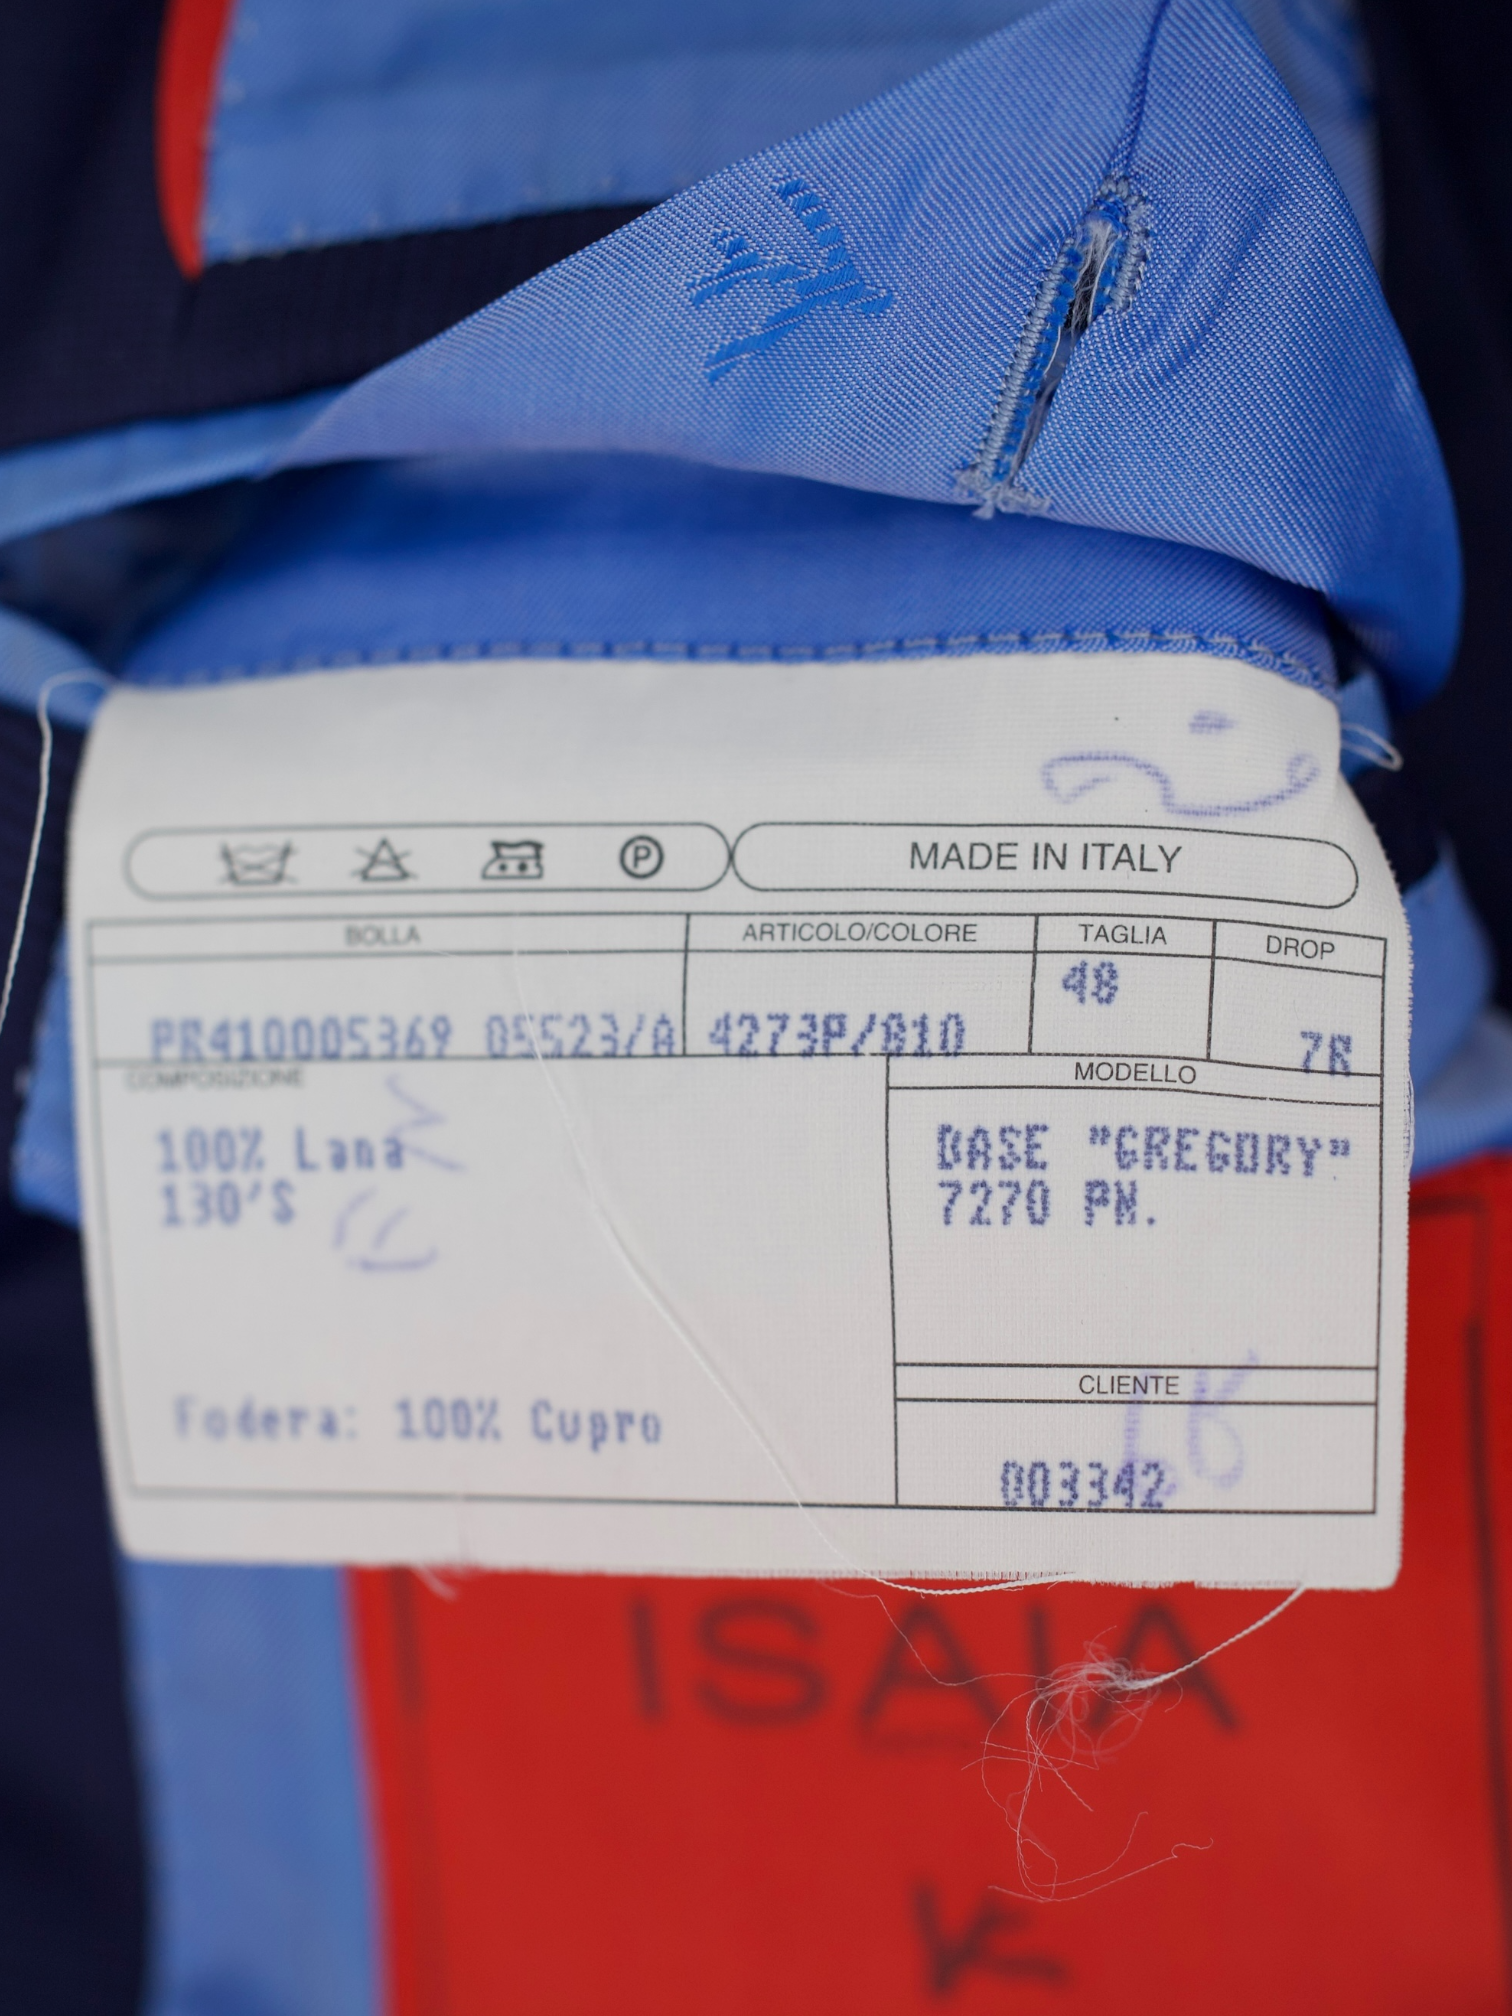 P
MADE IN ITALY
BOLLA
ARTICOLO/COLORE
TAGLIA
DROP
PR410005369 05523/A
4273P/810
48
7R
COMPOSIZIONE
MODELLO
100% Lana
130'S
BASE "GREGORY"
7270 PN.
Fodera: 100% Cupro
CLIENTE
003342
ISAIA